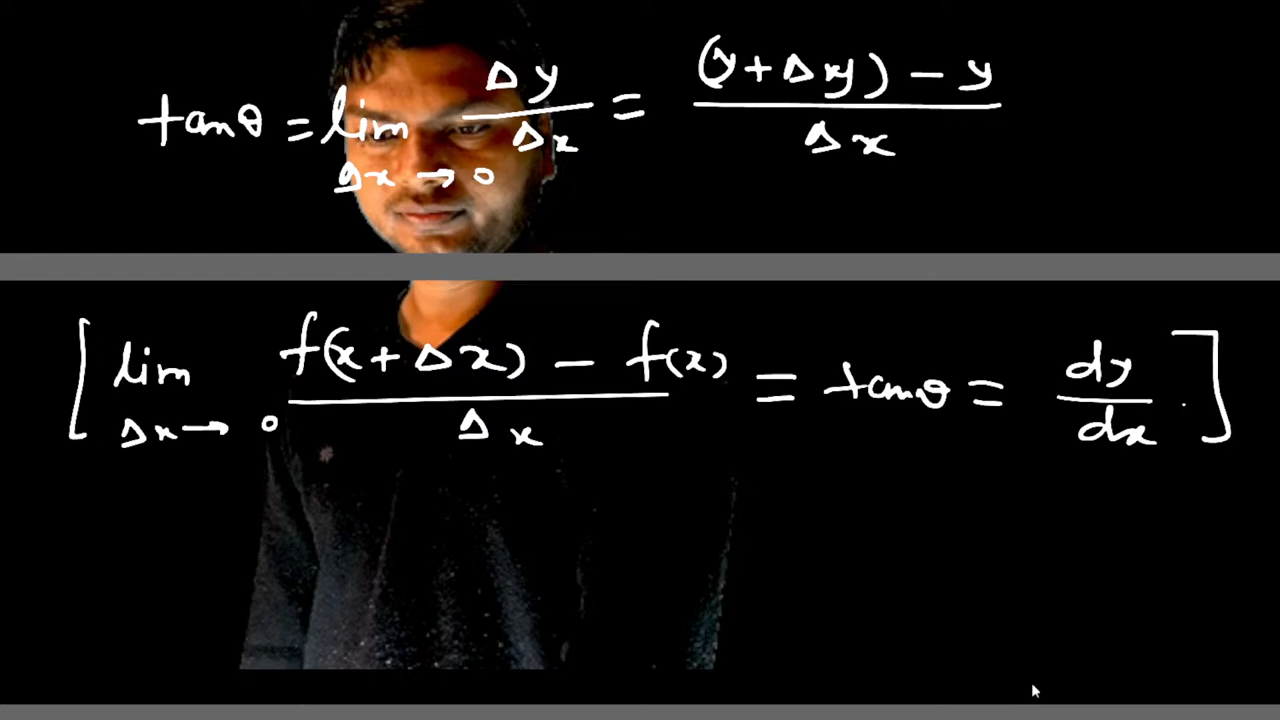 tanθ = lim Δx → 0 Δy / Δx = ((y + Δy) - y) / Δx
[ lim Δx → 0 (f(x + Δx) - f(x)) / Δx = tanθ = dy / dx . ]